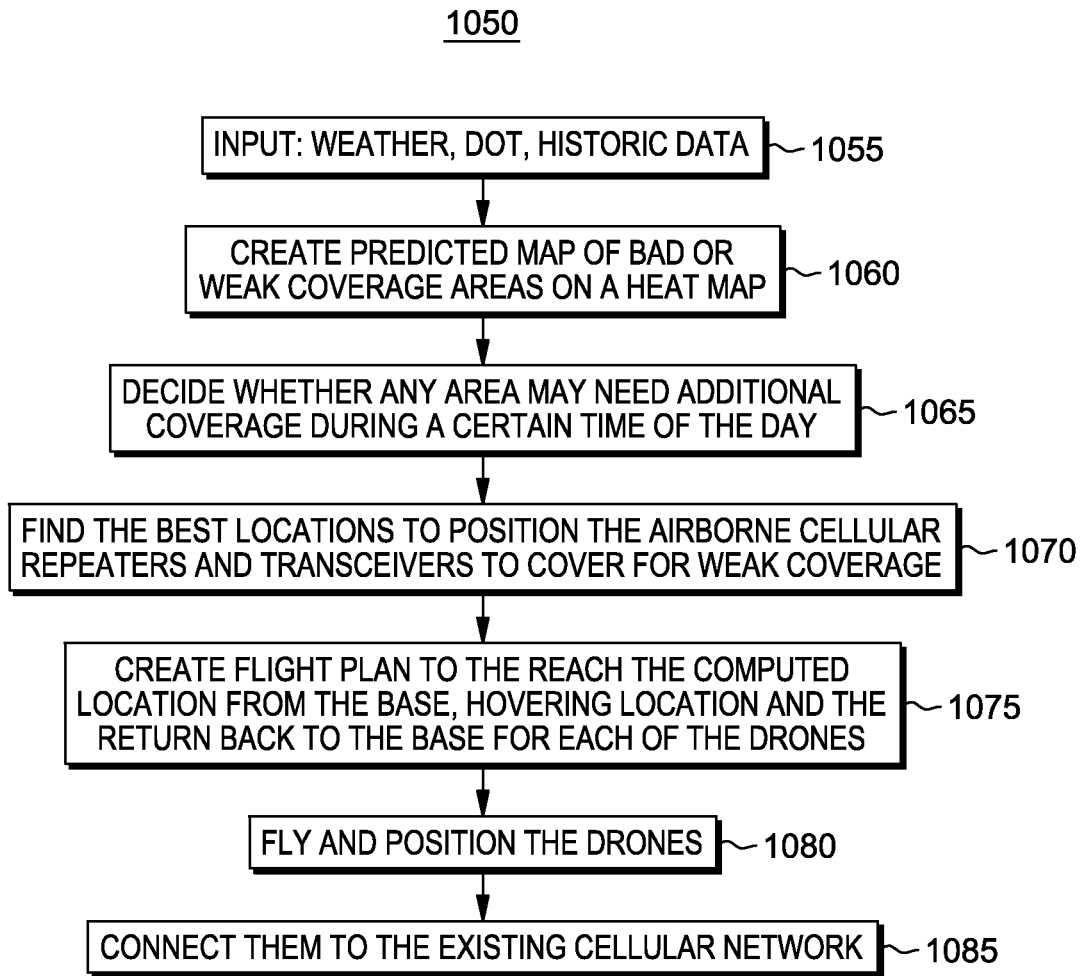 1050
INPUT: WEATHER, DOT, HISTORIC DATA
1055
CREATE PREDICTED MAP OF BAD OR
WEAK COVERAGE AREAS ON A HEAT MAP
1060
DECIDE WHETHER ANY AREA MAY NEED ADDITIONAL
COVERAGE DURING A CERTAIN TIME OF THE DAY
1065
FIND THE BEST LOCATIONS TO POSITION THE AIRBORNE CELLULAR
REPEATERS AND TRANSCEIVERS TO COVER FOR WEAK COVERAGE
1070
CREATE FLIGHT PLAN TO THE REACH THE COMPUTED
LOCATION FROM THE BASE, HOVERING LOCATION AND THE
RETURN BACK TO THE BASE FOR EACH OF THE DRONES
1075
FLY AND POSITION THE DRONES
1080
CONNECT THEM TO THE EXISTING CELLULAR NETWORK
1085